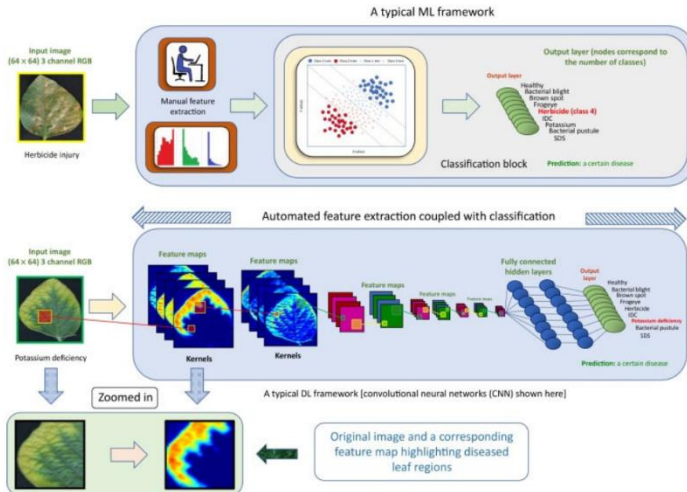 A typical ML framework
Input image
(64 × 64) 3 channel RGB
Herbicide injury
Manual feature
extraction
Classification block
Output layer (nodes correspond to
the number of classes)
Output layer
Healthy
Bacterial blight
Brown spot
Frogeye
Herbicide (class 4)
IDC
Potassium
Bacterial pustule
SDS
Prediction: a certain disease
Automated feature extraction coupled with classification
Input image
(64 × 64) 3 channel RGB
Potassium deficiency
Feature maps
Kernels
Feature maps
Kernels
Feature maps
Feature maps
Feature maps
Fully connected
hidden layers
Output
layer
Healthy
Bacterial blight
Brown spot
Frogeye
Herbicide
IDC
Potassium deficiency
Bacterial pustule
SDS
Prediction: a certain disease
A typical DL framework [convolutional neural networks (CNN) shown here]
Zoomed in
Original image and a corresponding
feature map highlighting diseased
leaf regions